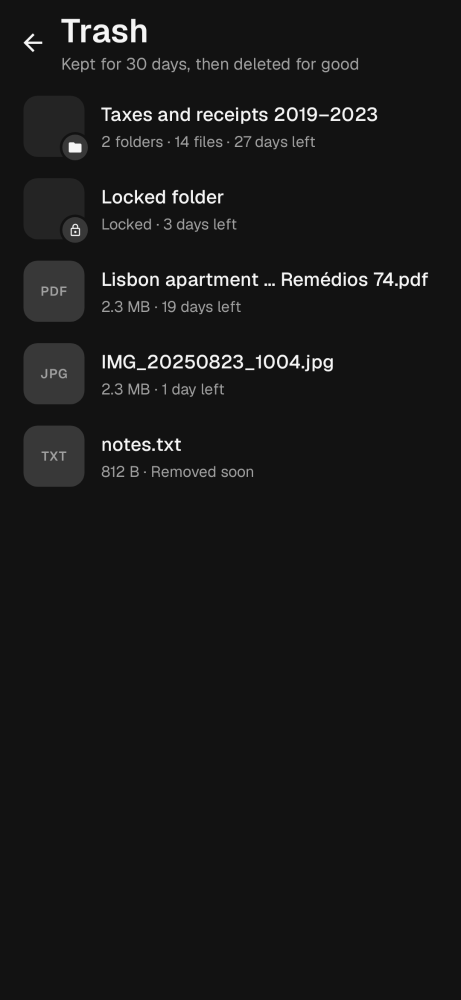 Trash
Kept for 30 days, then deleted for good
Taxes and receipts 2019–2023
2 folders · 14 files · 27 days left
Locked folder
Locked · 3 days left
PDF
Lisbon apartment … Remédios 74.pdf
2.3 MB · 19 days left
JPG
IMG_20250823_1004.jpg
2.3 MB · 1 day left
TXT
notes.txt
812 B · Removed soon